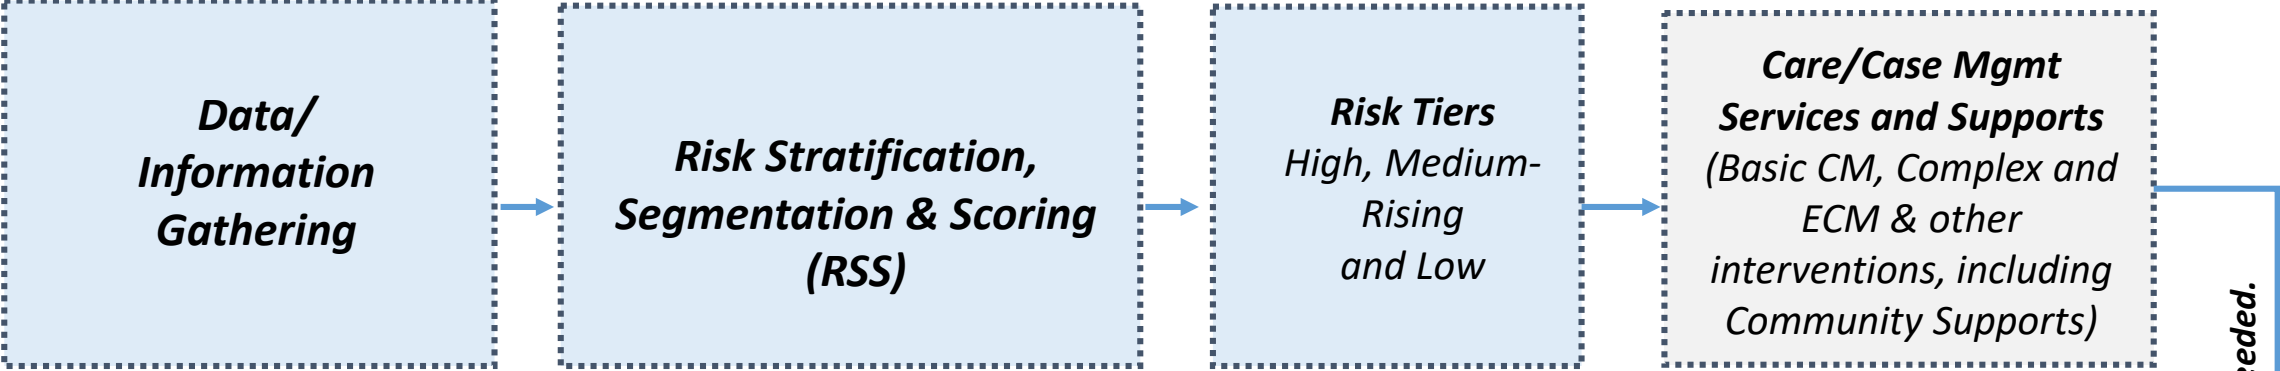 Data/
Information
Gathering
Risk Stratification,
Segmentation & Scoring
(RSS)
Risk Tiers
High, Medium-
Rising
and Low
Care/Case Mgmt
Services and Supports
(Basic CM, Complex and
ECM & other
interventions, including
Community Supports)